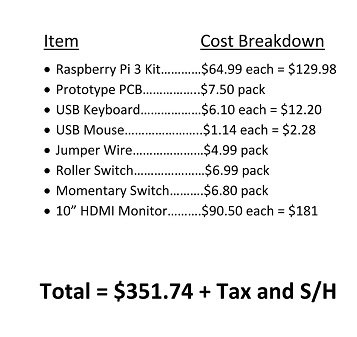 Item Cost Breakdown
• Raspberry Pi 3 Kit…………$64.99 each = $129.98
• Prototype PCB……………..$7.50 pack
• USB Keyboard………………$6.10 each = $12.20
• USB Mouse…………………..$1.14 each = $2.28
• Jumper Wire………………..$4.99 pack
• Roller Switch…………………$6.99 pack
• Momentary Switch……….$6.80 pack
• 10” HDMI Monitor……….$90.50 each = $181
Total = $351.74 + Tax and S/H